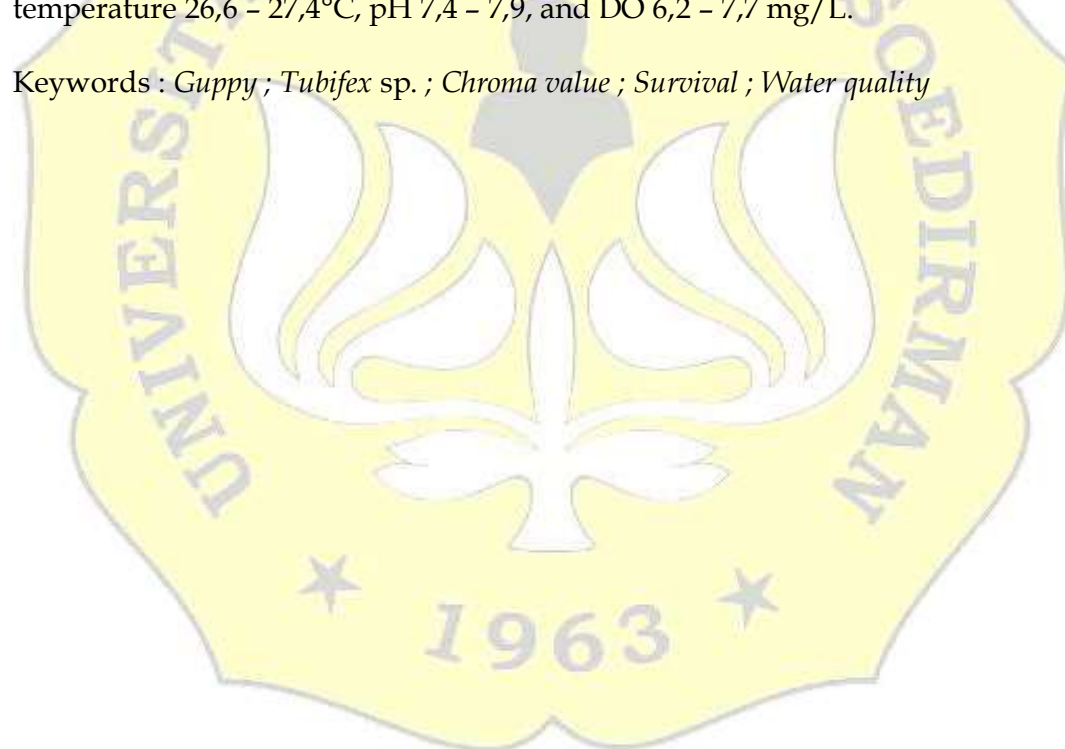 temperature 26,6 – 27,4°C, pH 7,4 – 7,9, and DO 6,2 – 7,7 mg/L.
Keywords : Guppy ; Tubifex sp. ; Chroma value ; Survival ; Water quality
1963